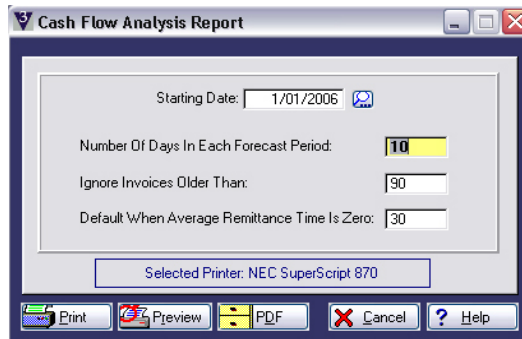 3 Cash Flow Analysis Report
Starting Date: 1/01/2006
Number Of Days In Each Forecast Period: 10
Ignore Invoices Older Than: 90
Default When Average Remittance Time Is Zero: 30
Selected Printer: NEC SuperScript 870
Print Preview PDF Cancel ? Help